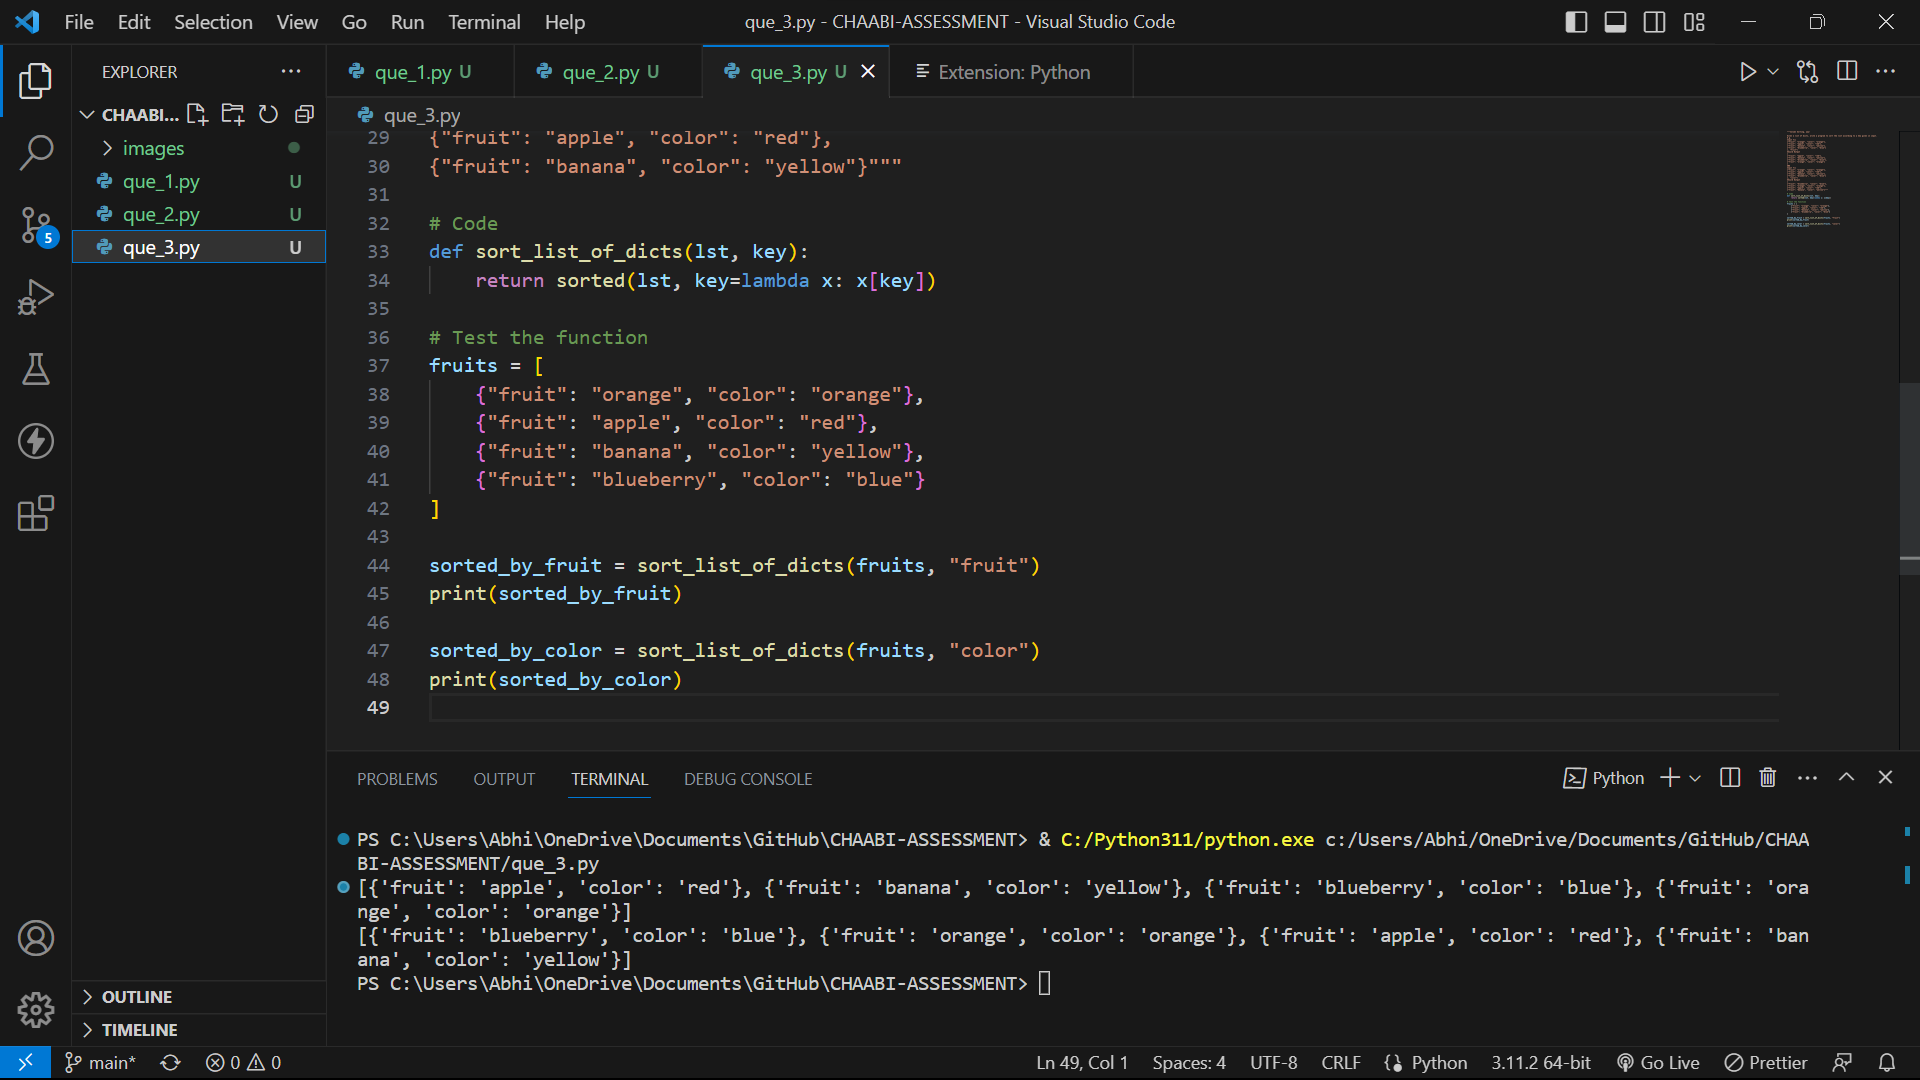 File Edit Selection View Go Run Terminal Help
que_3.py - CHAABI-ASSESSMENT - Visual Studio Code
EXPLORER
CHAABI...
images
que_1.py U
que_2.py U
que_3.py U
OUTLINE
TIMELINE
5
que_1.py U
que_2.py U
que_3.py U
Extension: Python
que_3.py
29 {"fruit": "apple", "color": "red"},
30 {"fruit": "banana", "color": "yellow"}"""
31
32 # Code
33 def sort_list_of_dicts(lst, key):
34     return sorted(lst, key=lambda x: x[key])
35
36 # Test the function
37 fruits = [
38     {"fruit": "orange", "color": "orange"},
39     {"fruit": "apple", "color": "red"},
40     {"fruit": "banana", "color": "yellow"},
41     {"fruit": "blueberry", "color": "blue"}
42 ]
43
44 sorted_by_fruit = sort_list_of_dicts(fruits, "fruit")
45 print(sorted_by_fruit)
46
47 sorted_by_color = sort_list_of_dicts(fruits, "color")
48 print(sorted_by_color)
49
PROBLEMS OUTPUT TERMINAL DEBUG CONSOLE
Python
PS C:\Users\Abhi\OneDrive\Documents\GitHub\CHAABI-ASSESSMENT> & C:/Python311/python.exe c:/Users/Abhi/OneDrive/Documents/GitHub/CHAA
BI-ASSESSMENT/que_3.py
[{'fruit': 'apple', 'color': 'red'}, {'fruit': 'banana', 'color': 'yellow'}, {'fruit': 'blueberry', 'color': 'blue'}, {'fruit': 'ora
nge', 'color': 'orange'}]
[{'fruit': 'blueberry', 'color': 'blue'}, {'fruit': 'orange', 'color': 'orange'}, {'fruit': 'apple', 'color': 'red'}, {'fruit': 'ban
ana', 'color': 'yellow'}]
PS C:\Users\Abhi\OneDrive\Documents\GitHub\CHAABI-ASSESSMENT>
main* 0 0 Ln 49, Col 1 Spaces: 4 UTF-8 CRLF Python 3.11.2 64-bit Go Live Prettier